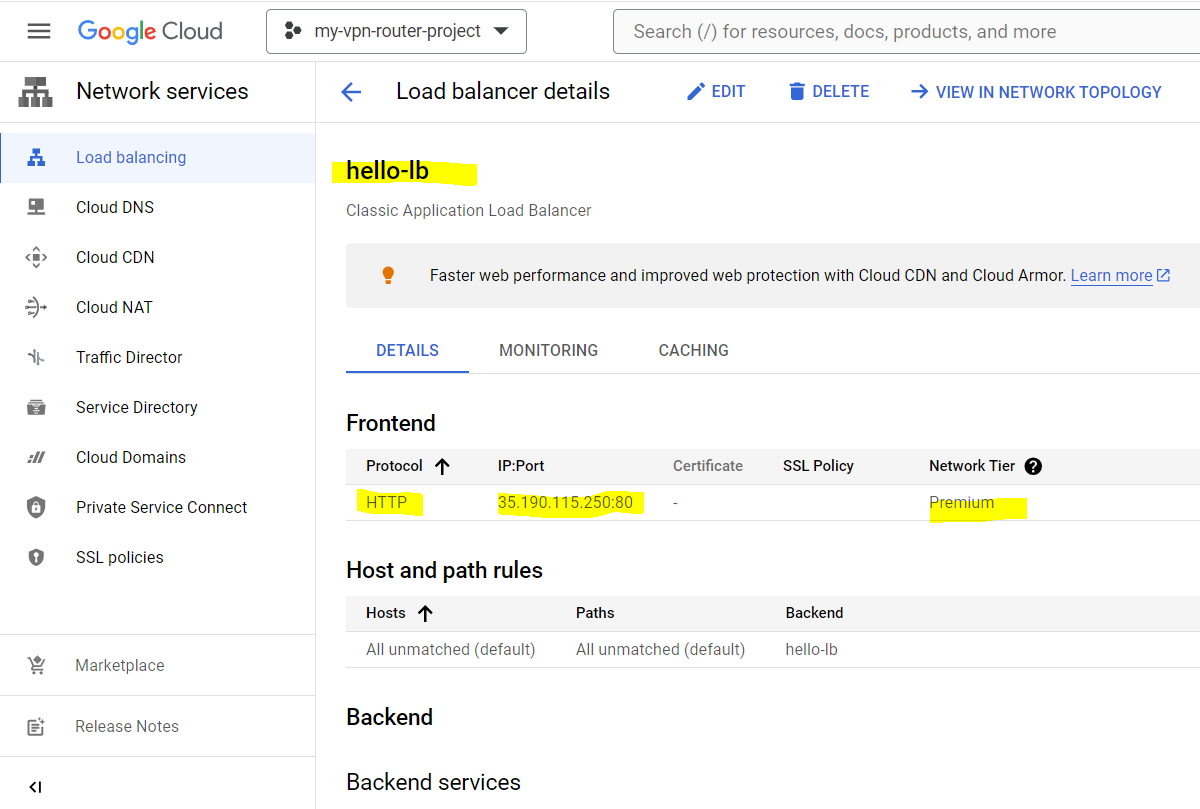 Google Cloud
my-vpn-router-project
Search (/) for resources, docs, products, and more
Network services
Load balancing
Cloud DNS
Cloud CDN
Cloud NAT
Traffic Director
Service Directory
Cloud Domains
Private Service Connect
SSL policies
Marketplace
Release Notes
Load balancer details
EDIT
DELETE
VIEW IN NETWORK TOPOLOGY
hello-lb
Classic Application Load Balancer
Faster web performance and improved web protection with Cloud CDN and Cloud Armor. Learn more
DETAILS MONITORING CACHING
Frontend
Protocol IP:Port Certificate SSL Policy Network Tier ?
HTTP 35.190.115.250:80 - Premium
Host and path rules
Hosts Paths Backend
All unmatched (default) All unmatched (default) hello-lb
Backend
Backend services